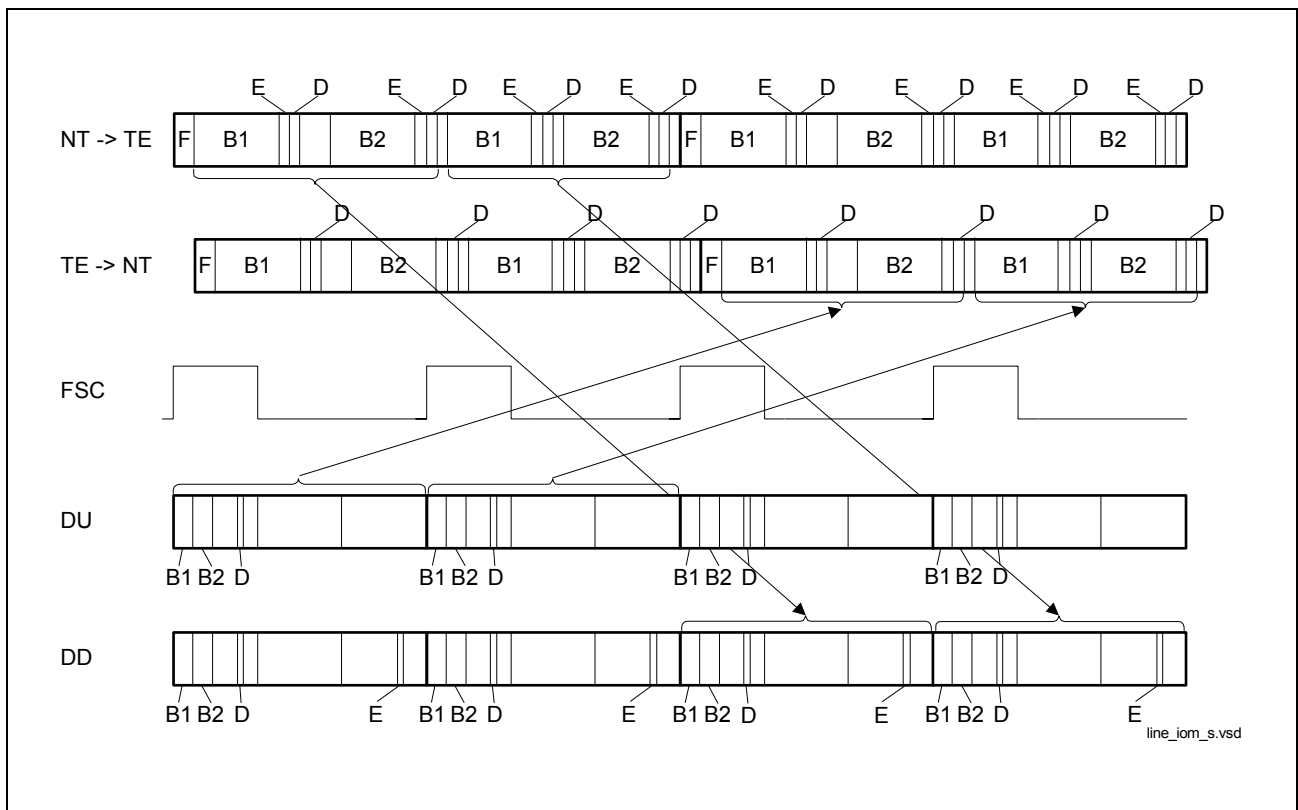 E D E D E D E D E D E D E D E D
NT -> TE F B1 B2 B1 B2 F B1 B2 B1 B2
D D D D D D D D
TE -> NT F B1 B2 B1 B2 F B1 B2 B1 B2
FSC
DU
B1 B2 D B1 B2 D B1 B2 D B1 B2 D
DD
B1 B2 D E B1 B2 D E B1 B2 D E B1 B2 D E
line_iom_s.vsd